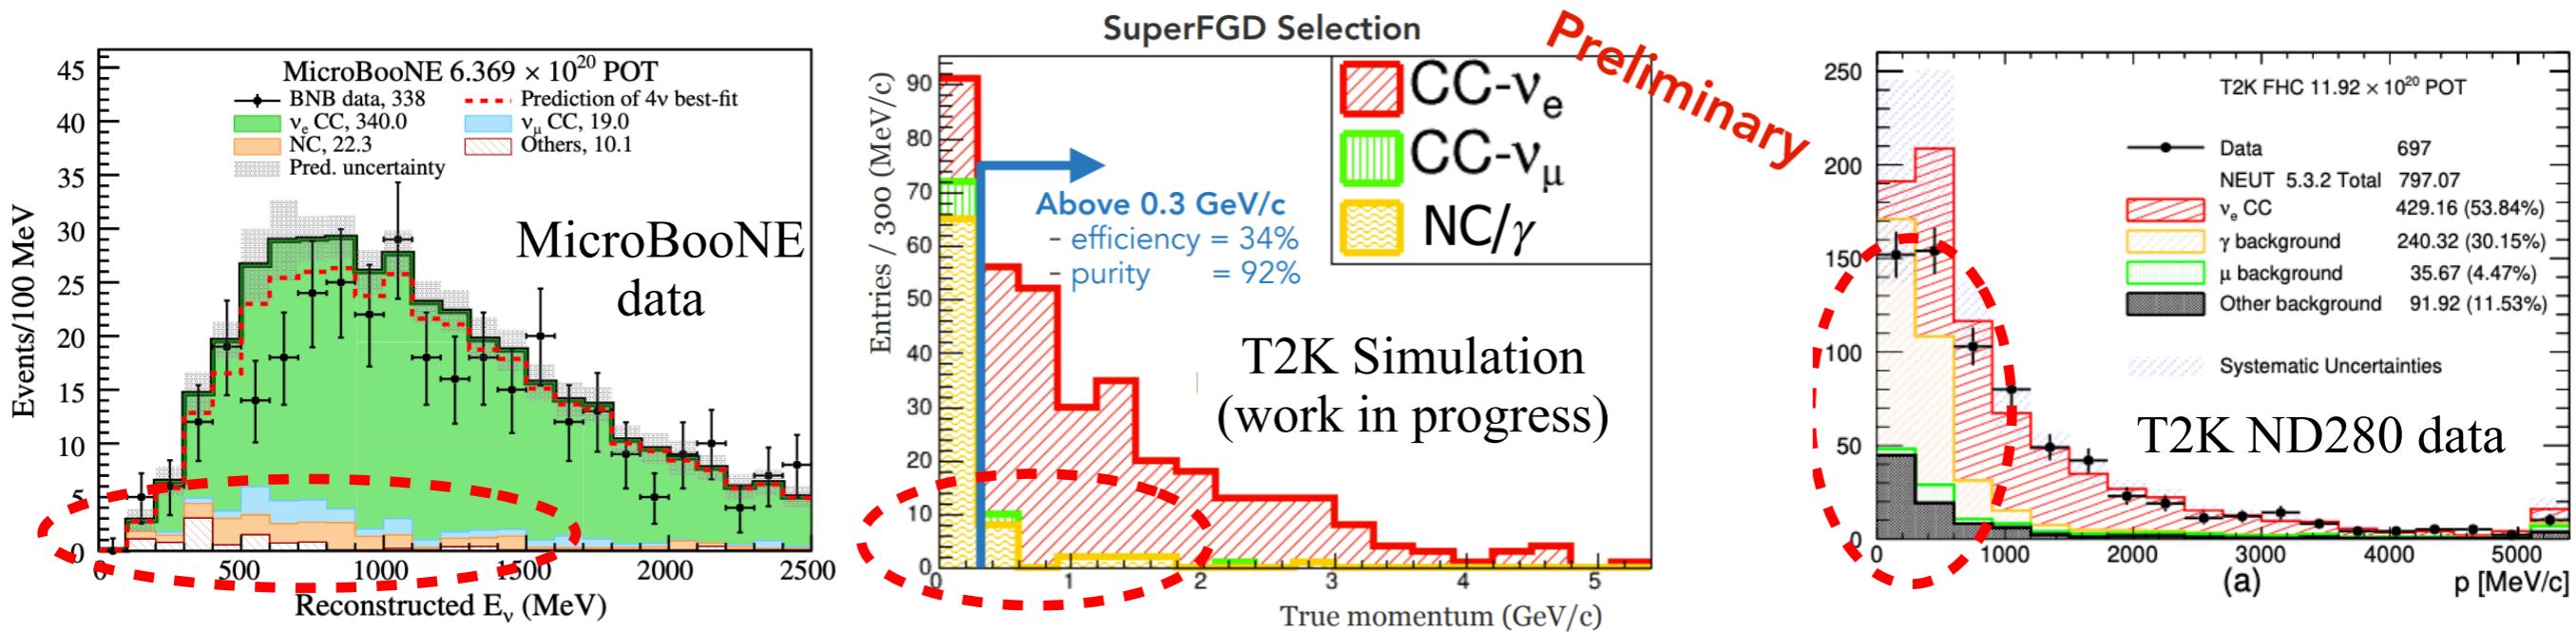 MicroBooNE 6.369 × 10²⁰ POT
BNB data, 338
Prediction of 4ν best-fit
νₑ CC, 340.0
ν_μ CC, 19.0
NC, 22.3
Others, 10.1
Pred. uncertainty
MicroBooNE
data
Events/100 MeV
45
40
35
30
25
20
15
10
5
0
0 500 1000 1500 2000 2500
Reconstructed E_ν (MeV)
SuperFGD Selection
Preliminary
CC-νₑ
CC-ν_μ
NC/γ
Above 0.3 GeV/c
- efficiency = 34%
- purity = 92%
T2K Simulation
(work in progress)
Entries / 300 (MeV/c)
90
80
70
60
50
40
30
20
10
0
0 1 2 3 4 5
True momentum (GeV/c)
T2K FHC 11.92 × 10²⁰ POT
Data 697
NEUT 5.3.2 Total 797.07
νₑ CC 429.16 (53.84%)
γ background 240.32 (30.15%)
μ background 35.67 (4.47%)
Other background 91.92 (11.53%)
Systematic Uncertainties
T2K ND280 data
250
200
150
100
50
0
0 1000 2000 3000 4000 5000
(a)
p [MeV/c]